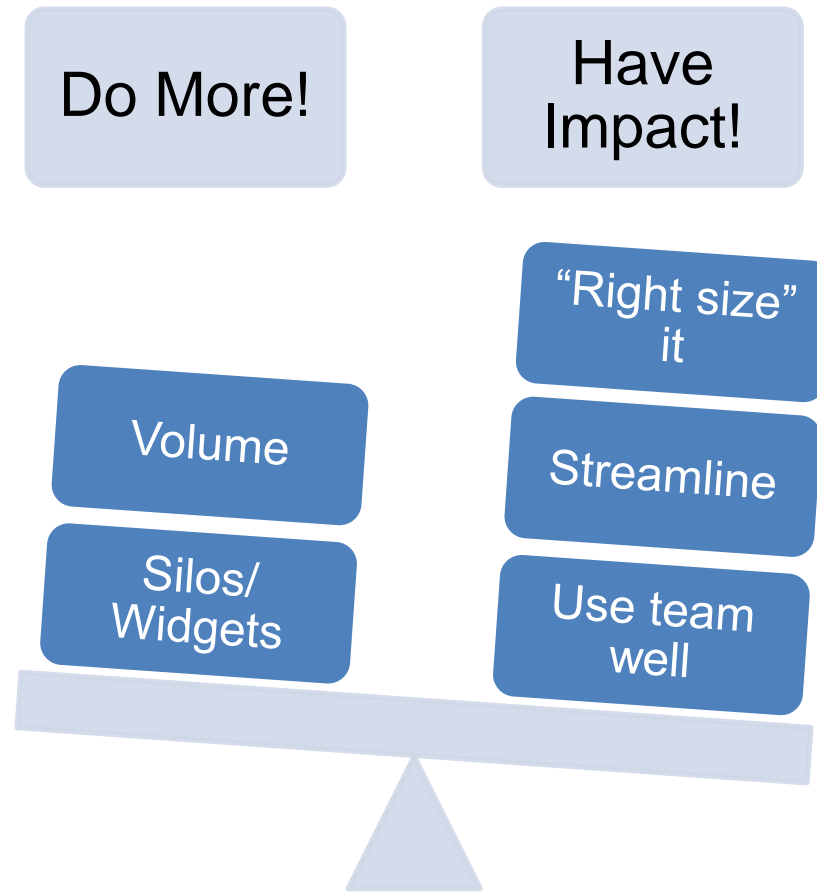 Do More!
Have
Impact!
“Right size”
it
Volume
Streamline
Silos/
Widgets
Use team
well